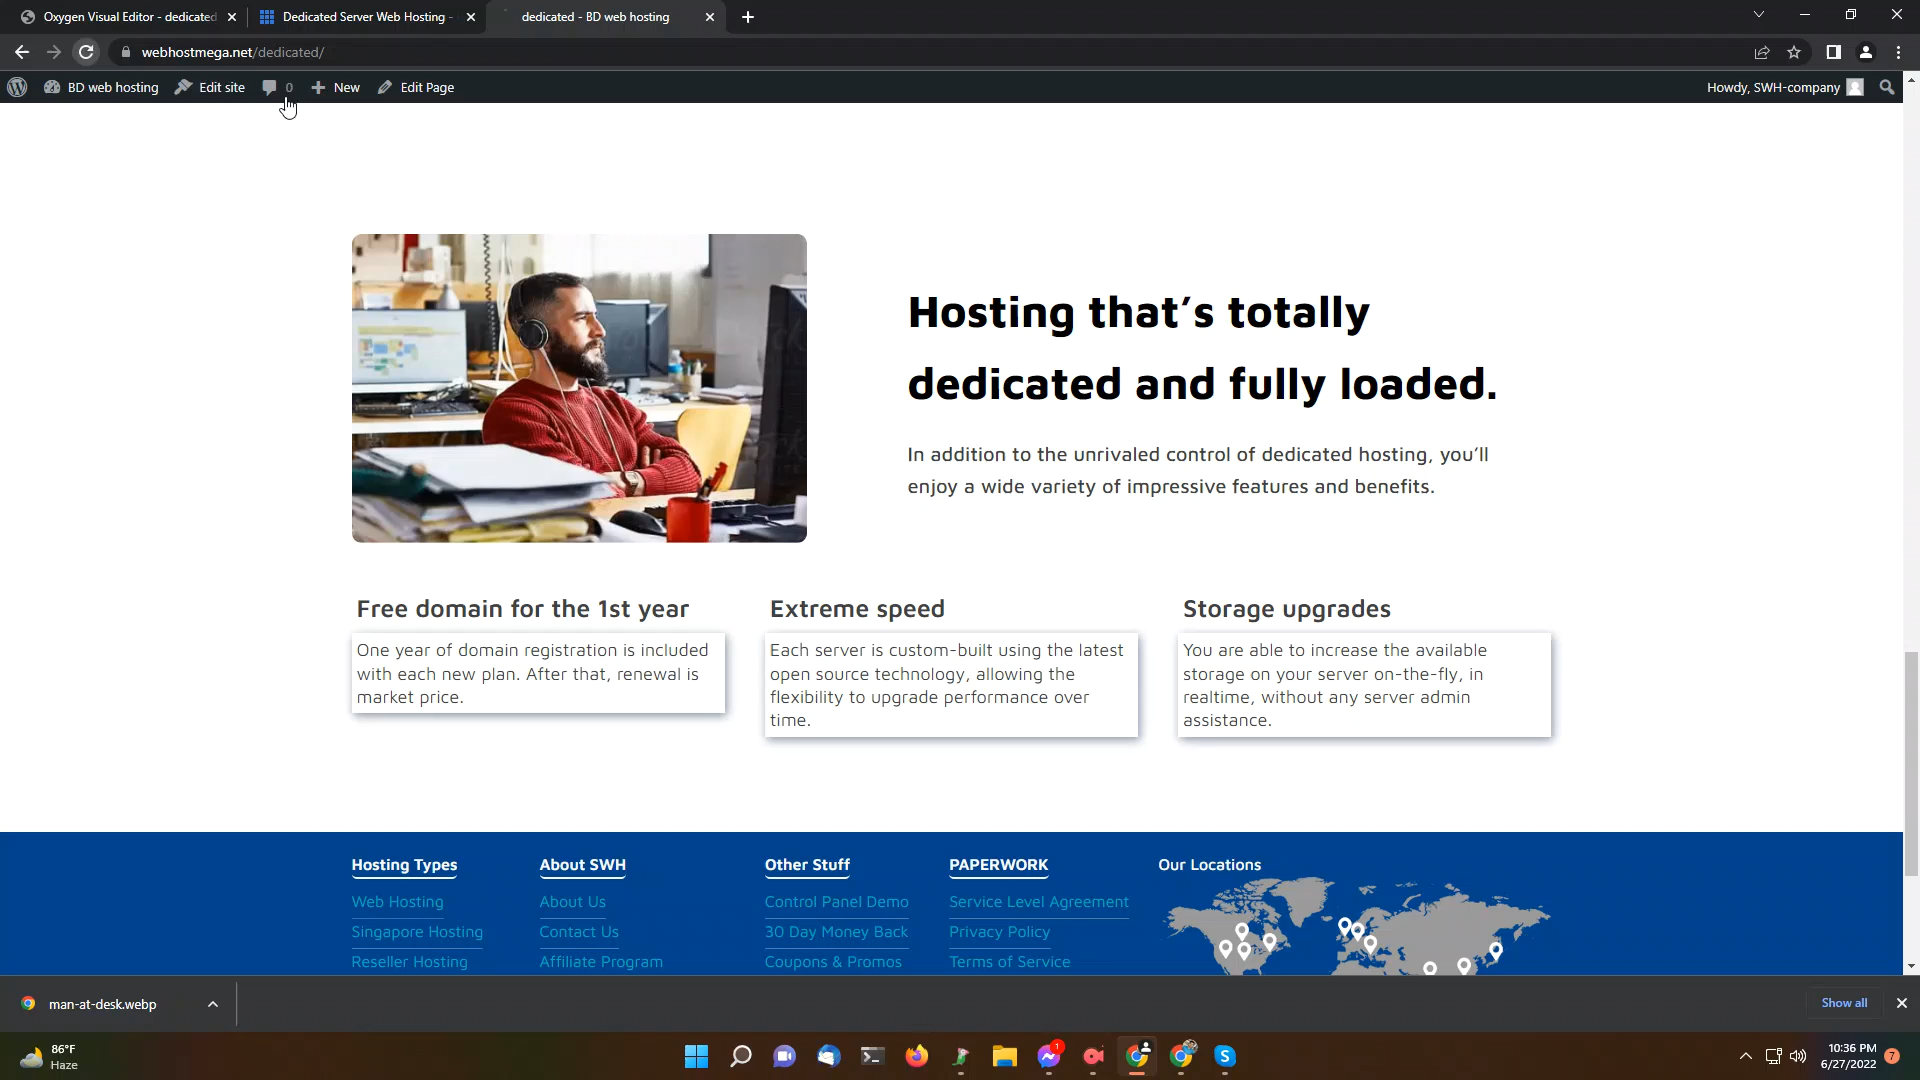 Oxygen Visual Editor - dedicated
Dedicated Server Web Hosting -
dedicated - BD web hosting
webhostmega.net/dedicated/
BD web hosting
Edit site
0
New
Edit Page
Howdy, SWH-company
Hosting that’s totally
dedicated and fully loaded.
In addition to the unrivaled control of dedicated hosting, you’ll
enjoy a wide variety of impressive features and benefits.
Free domain for the 1st year
One year of domain registration is included
with each new plan. After that, renewal is
market price.
Extreme speed
Each server is custom-built using the latest
open source technology, allowing the
flexibility to upgrade performance over
time.
Storage upgrades
You are able to increase the available
storage on your server on-the-fly, in
realtime, without any server admin
assistance.
Hosting Types
Web Hosting
Singapore Hosting
Reseller Hosting
About SWH
About Us
Contact Us
Affiliate Program
Other Stuff
Control Panel Demo
30 Day Money Back
Coupons & Promos
PAPERWORK
Service Level Agreement
Privacy Policy
Terms of Service
Our Locations
man-at-desk.webp
Show all
86°F
Haze
1
10:36 PM
6/27/2022
7